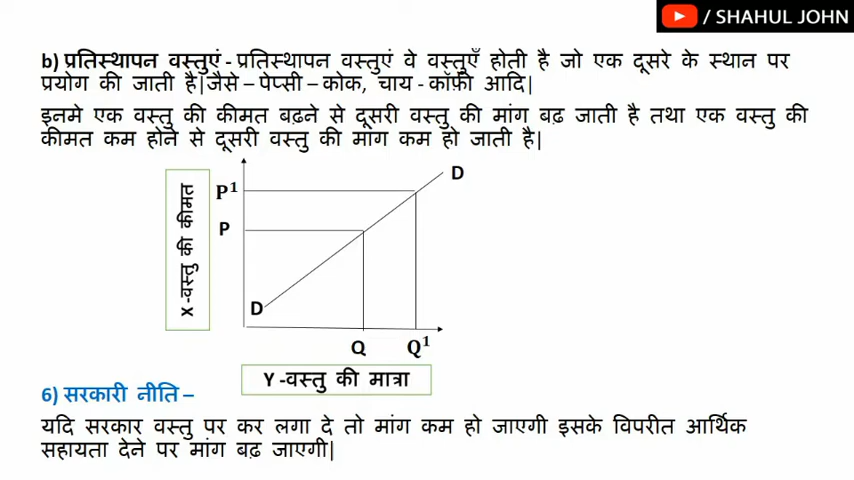 / SHAHUL JOHN
b) प्रतिस्थापन वस्तुएं - प्रतिस्थापन वस्तुएं वे वस्तुएँ होती है जो एक दूसरे के स्थान पर
प्रयोग की जाती है|जैसे – पेप्सी – कोक, चाय - कॉफ़ी आदि|
इनमे एक वस्तु की कीमत बढ़ने से दूसरी वस्तु की मांग बढ़ जाती है तथा एक वस्तु की
कीमत कम होने से दूसरी वस्तु की मांग कम हो जाती है|
D
P¹
X -वस्तु की कीमत
P
D
Q Q¹
Y -वस्तु की मात्रा
6) सरकारी नीति –
यदि सरकार वस्तु पर कर लगा दे तो मांग कम हो जाएगी इसके विपरीत आर्थिक
सहायता देने पर मांग बढ़ जाएगी|